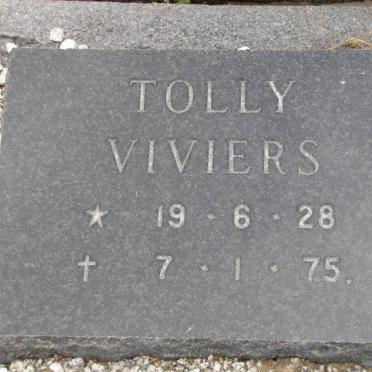 TOLLY
VIVIERS
★ 19 · 6 · 28
✝ 7 · 1 · 75.